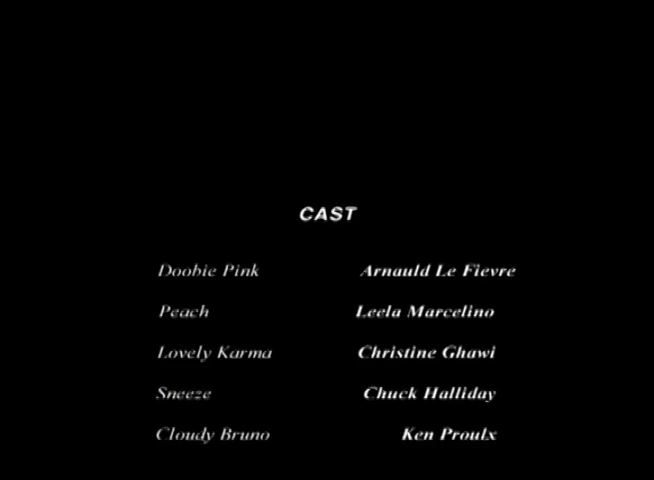 CAST
Doobie Pink Arnauld Le Fievre
Peach Leela Marcelino
Lovely Karma Christine Ghawi
Sneeze Chuck Halliday
Cloudy Bruno Ken Proulx